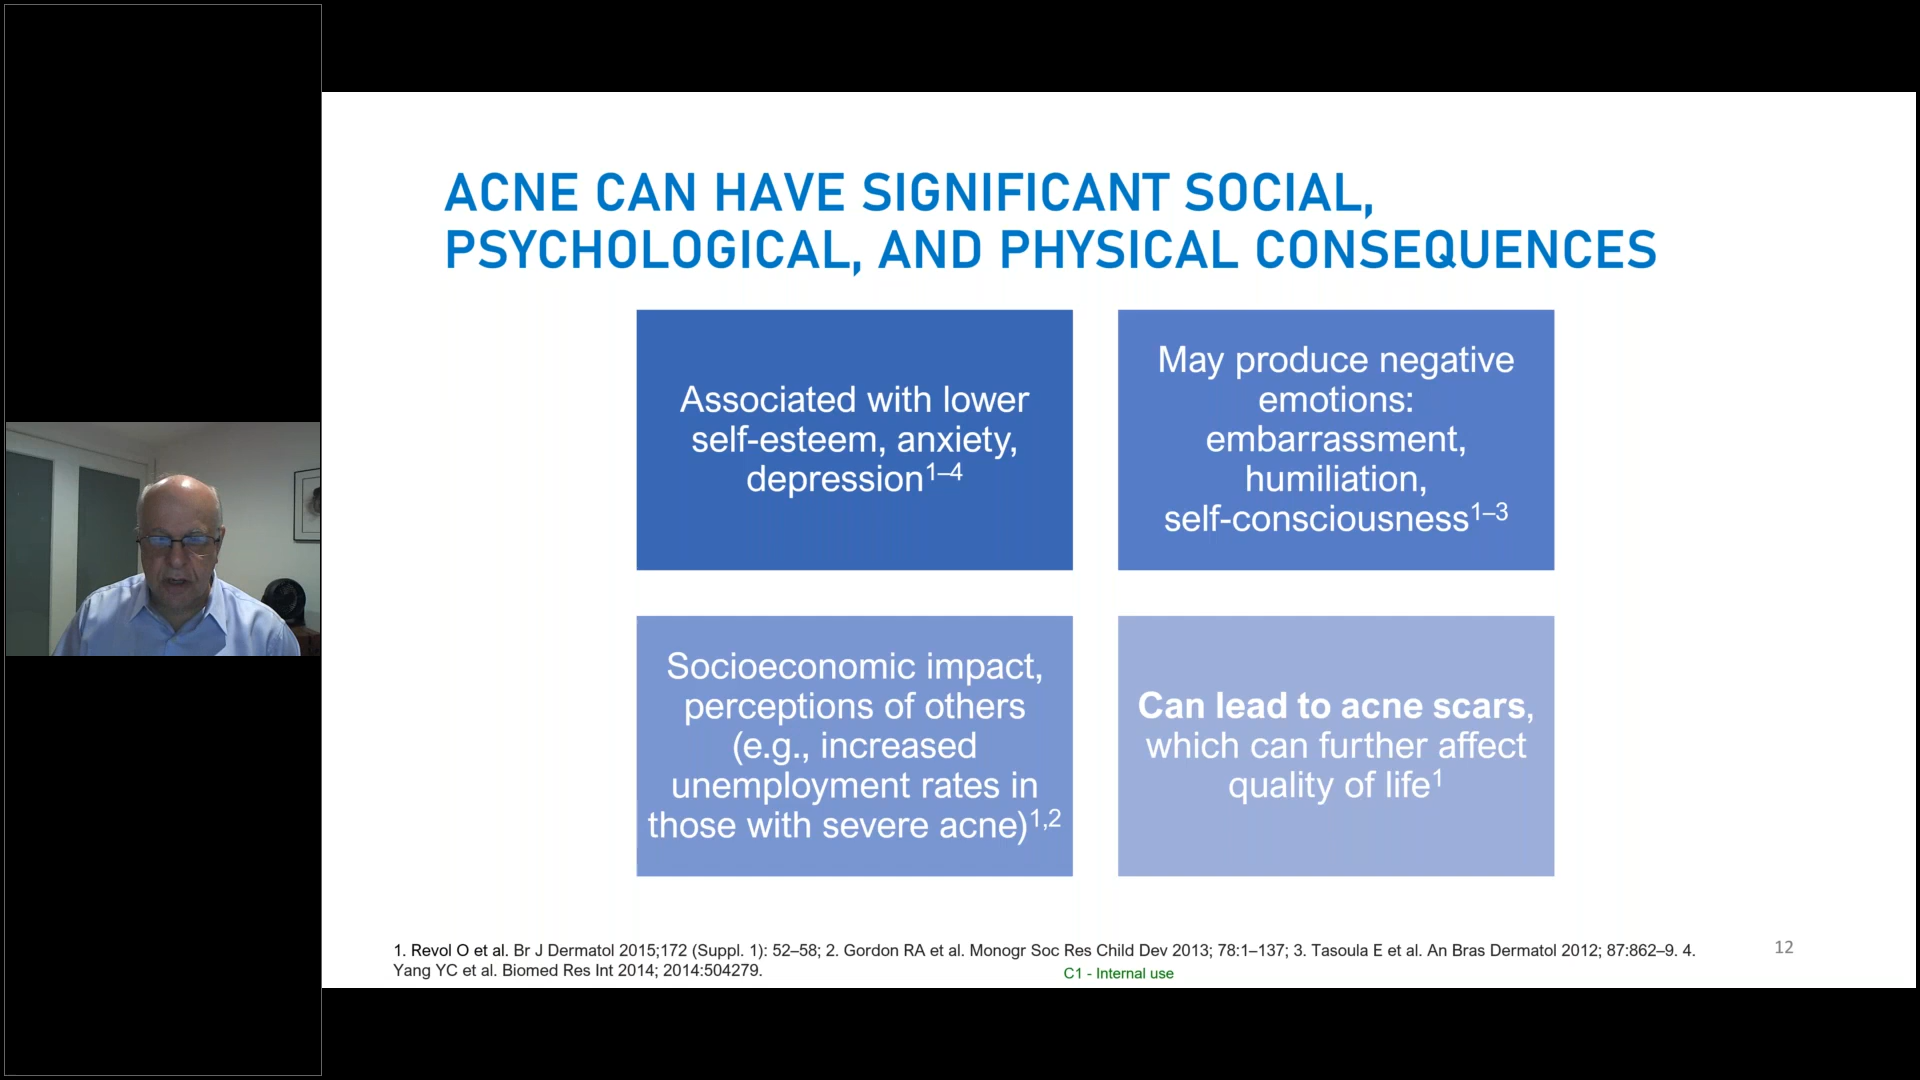 ACNE CAN HAVE SIGNIFICANT SOCIAL,
PSYCHOLOGICAL, AND PHYSICAL CONSEQUENCES
Associated with lower
self-esteem, anxiety,
depression1–4
May produce negative
emotions:
embarrassment,
humiliation,
self-consciousness1–3
Socioeconomic impact,
perceptions of others
(e.g., increased
unemployment rates in
those with severe acne)1,2
Can lead to acne scars,
which can further affect
quality of life1
1. Revol O et al. Br J Dermatol 2015;172 (Suppl. 1): 52–58; 2. Gordon RA et al. Monogr Soc Res Child Dev 2013; 78:1–137; 3. Tasoula E et al. An Bras Dermatol 2012; 87:862–9. 4.
Yang YC et al. Biomed Res Int 2014; 2014:504279.
12
C1 - Internal use